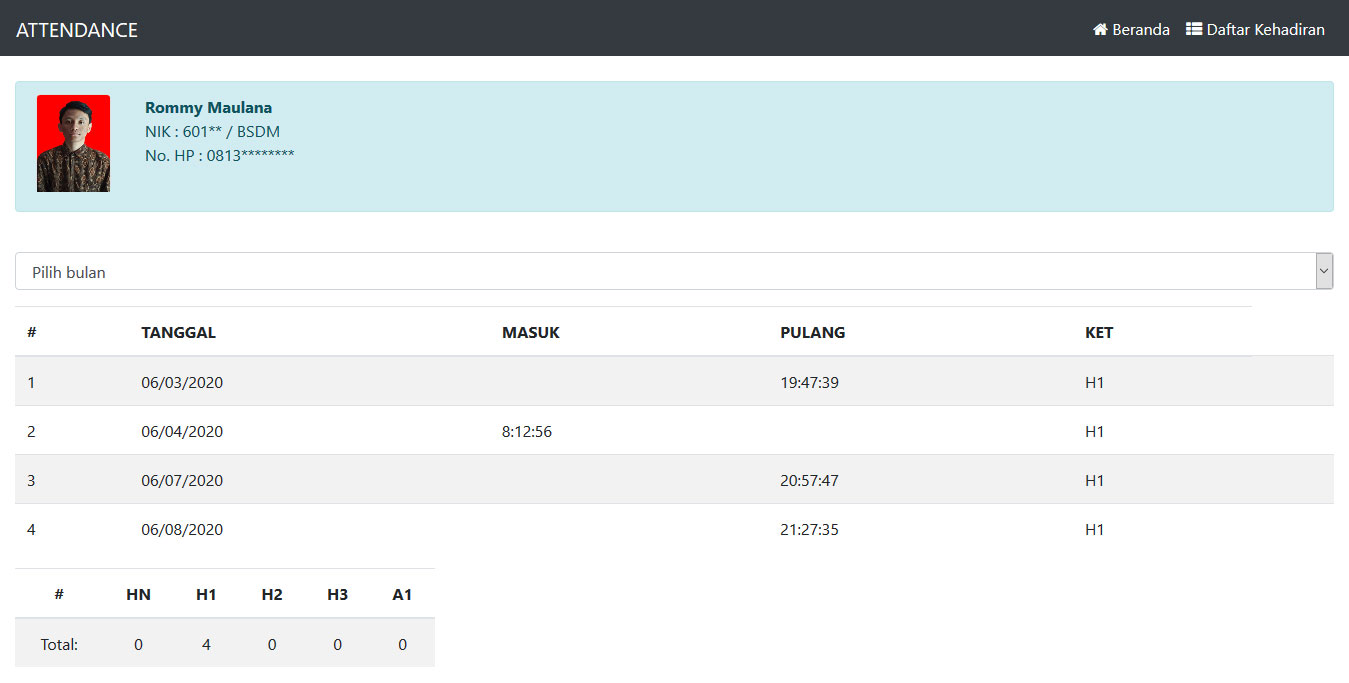 ATTENDANCE Beranda Daftar Kehadiran
Rommy Maulana
NIK : 601** / BSDM
No. HP : 0813********
Pilih bulan
# TANGGAL MASUK PULANG KET
1 06/03/2020 19:47:39 H1
2 06/04/2020 8:12:56 H1
3 06/07/2020 20:57:47 H1
4 06/08/2020 21:27:35 H1
# HN H1 H2 H3 A1
Total: 0 4 0 0 0